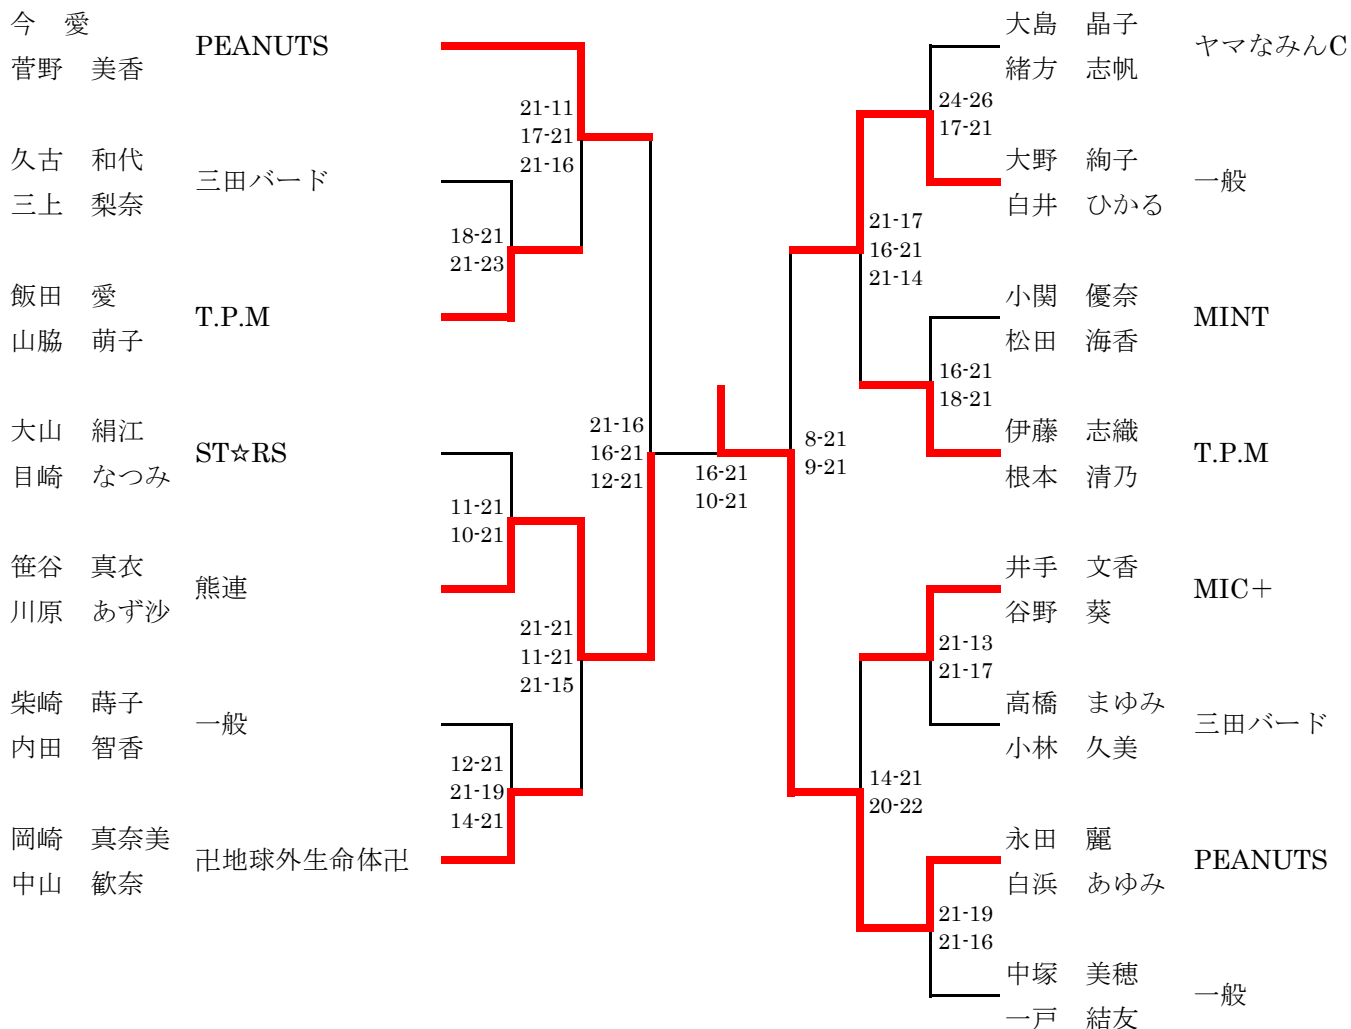 今　愛
菅野　美香
PEANUTS
21-11
17-21
21-16
久古　和代
三上　梨奈
三田バード
18-21
21-23
飯田　愛
山脇　萌子
T.P.M
21-16
16-21
12-21
大山　絹江
目崎　なつみ
ST☆RS
11-21
10-21
笹谷　真衣
川原　あず沙
熊連
21-21
11-21
21-15
柴崎　蒔子
内田　智香
一般
12-21
21-19
14-21
岡崎　真奈美
中山　歓奈
卍地球外生命体卍
16-21
10-21
大島　晶子
緒方　志帆
ヤマなみんC
24-26
17-21
大野　絢子
白井　ひかる
一般
21-17
16-21
21-14
小関　優奈
松田　海香
MINT
16-21
18-21
伊藤　志織
根本　清乃
T.P.M
8-21
9-21
井手　文香
谷野　葵
MIC＋
21-13
21-17
高橋　まゆみ
小林　久美
三田バード
14-21
20-22
永田　麗
白浜　あゆみ
PEANUTS
21-19
21-16
中塚　美穂
一戸　結友
一般